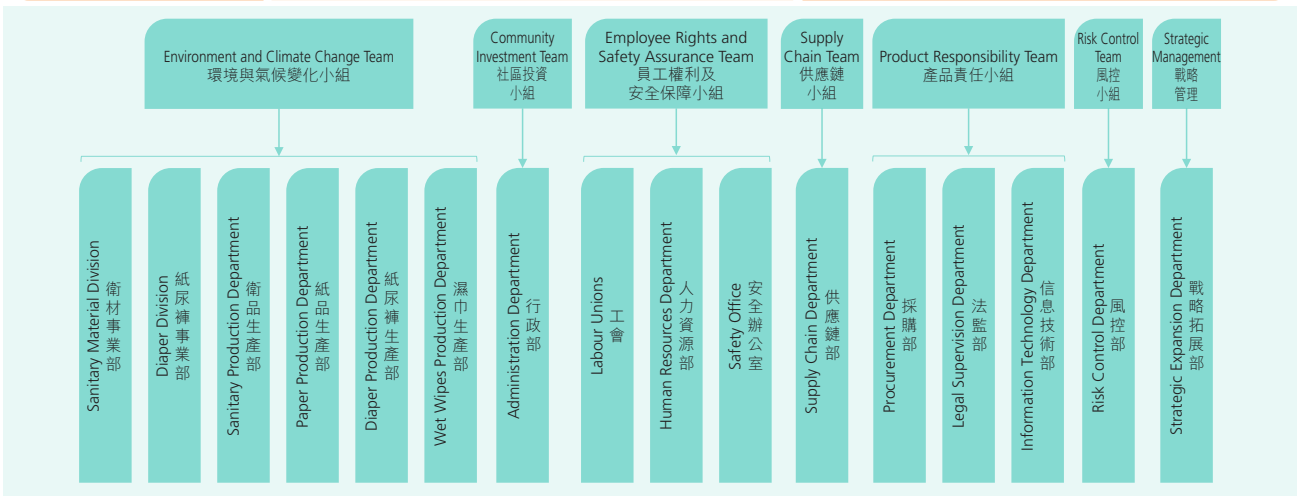 Environment and Climate Change Team
環境與氣候變化小組
Community
Investment Team
社區投資
小組
Employee Rights and
Safety Assurance Team
員工權利及
安全保障小組
Supply
Chain Team
供應鏈
小組
Product Responsibility Team
產品責任小組
Risk Control
Team
風控
小組
Strategic
Management
戰略
管理
Sanitary Material Division
衛材事業部
Diaper Division
紙尿褲事業部
Sanitary Production Department
衛品生產部
Paper Production Department
紙品生產部
Diaper Production Department
紙尿褲生產部
Wet Wipes Production Department
濕巾生產部
Administration Department
行政部
Labour Unions
工會
Human Resources Department
人力資源部
Safety Office
安全辦公室
Supply Chain Department
供應鏈部
Procurement Department
採購部
Legal Supervision Department
法監部
Information Technology Department
信息技術部
Risk Control Department
風控部
Strategic Expansion Department
戰略拓展部